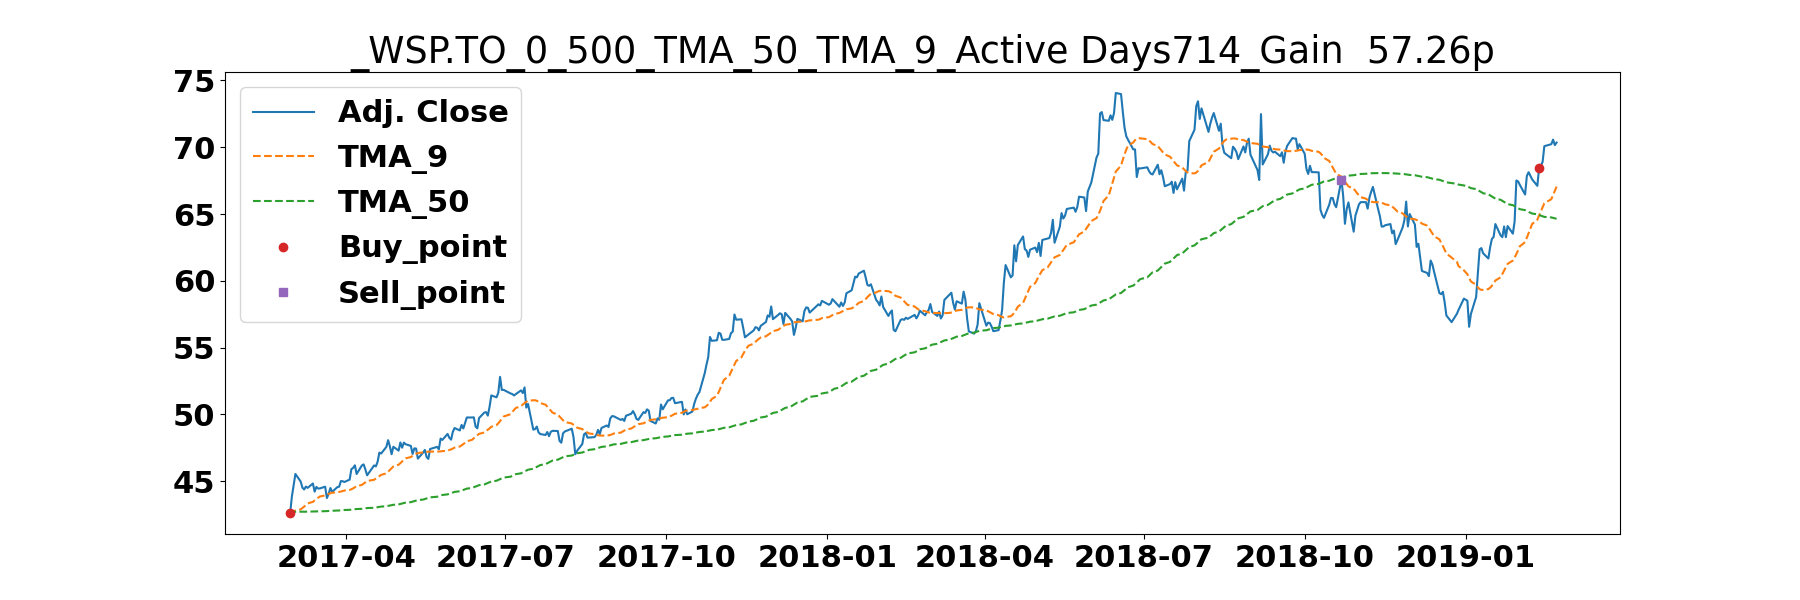 _WSP.TO_0_500_TMA_50_TMA_9_Active Days714_Gain  57.26p
75
70
65
60
55
50
45
Adj. Close
TMA_9
TMA_50
Buy_point
Sell_point
2017-04 2017-07 2017-10 2018-01 2018-04 2018-07 2018-10 2019-01